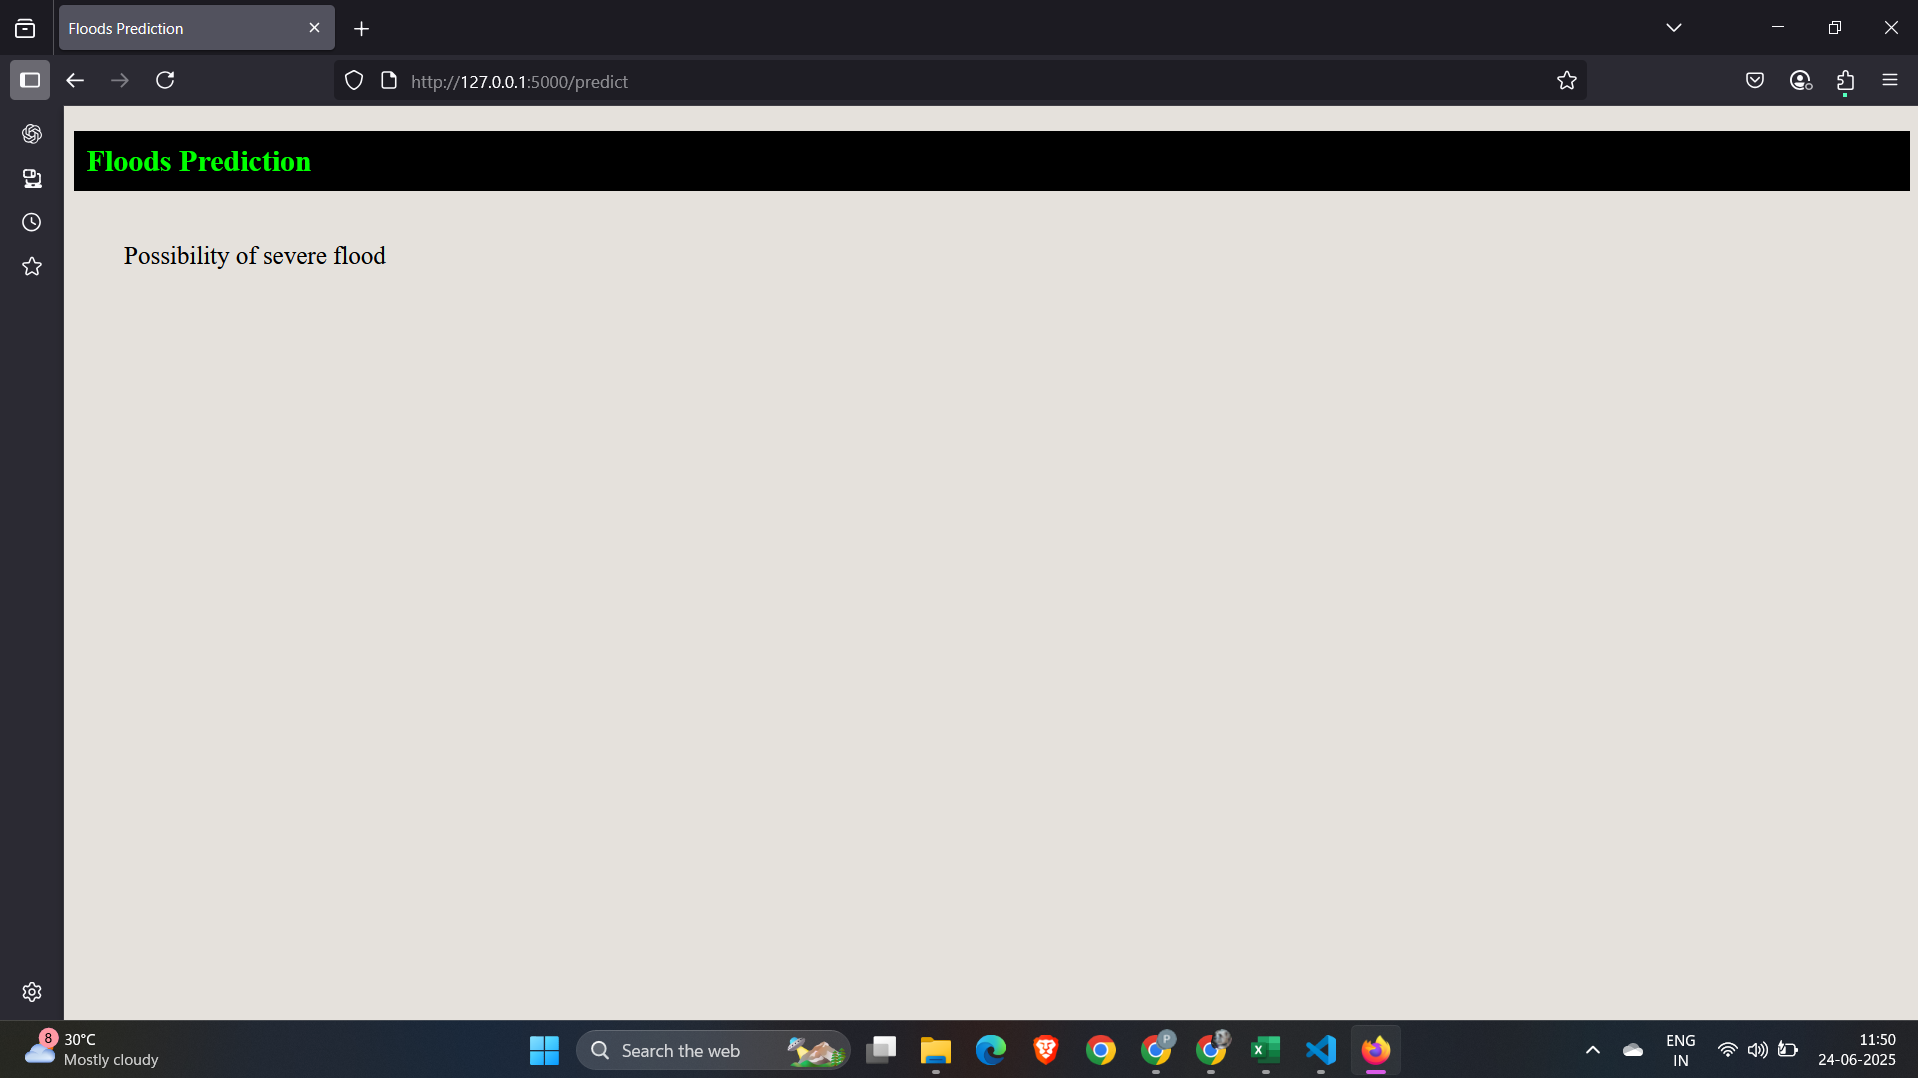 Floods Prediction
http://127.0.0.1:5000/predict
Floods Prediction
Possibility of severe flood
8
30°C
Mostly cloudy
Search the web
P
X
ENG
IN
11:50
24-06-2025